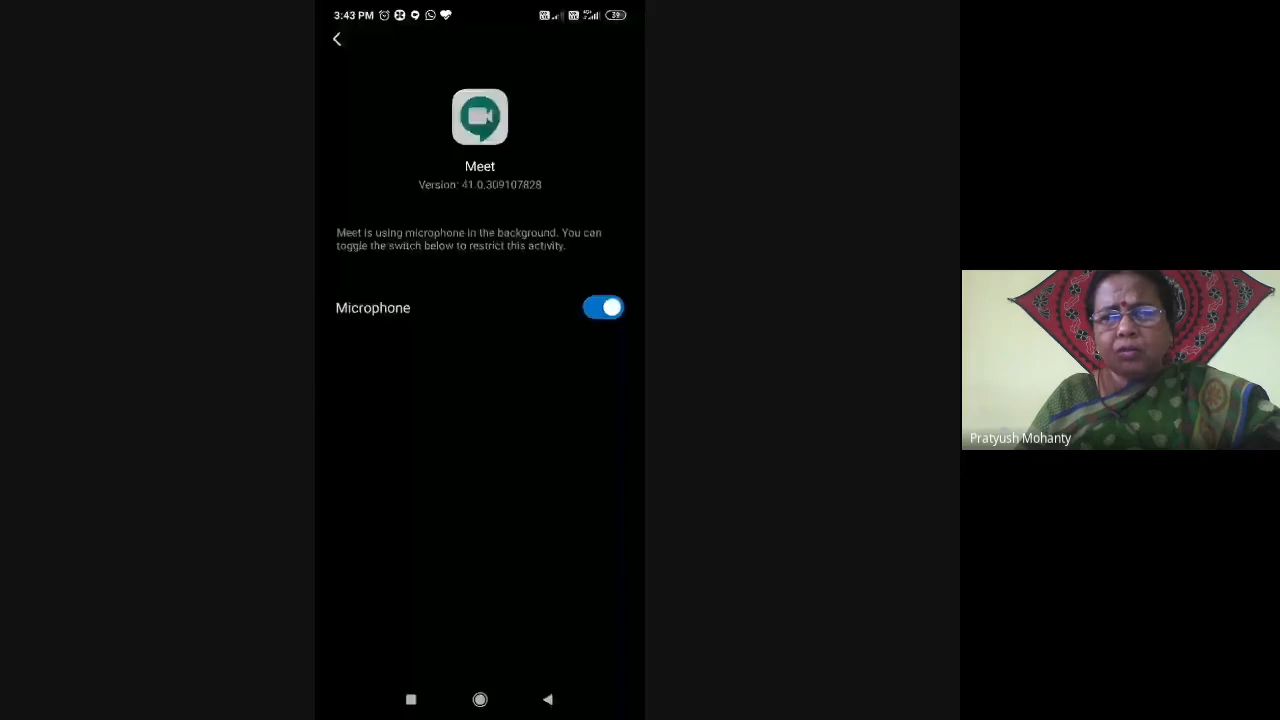 3:43 PM
39
Meet
Version: 41.0.309107828
Meet is using microphone in the background. You can
toggle the switch below to restrict this activity.
Microphone
Pratyush Mohanty